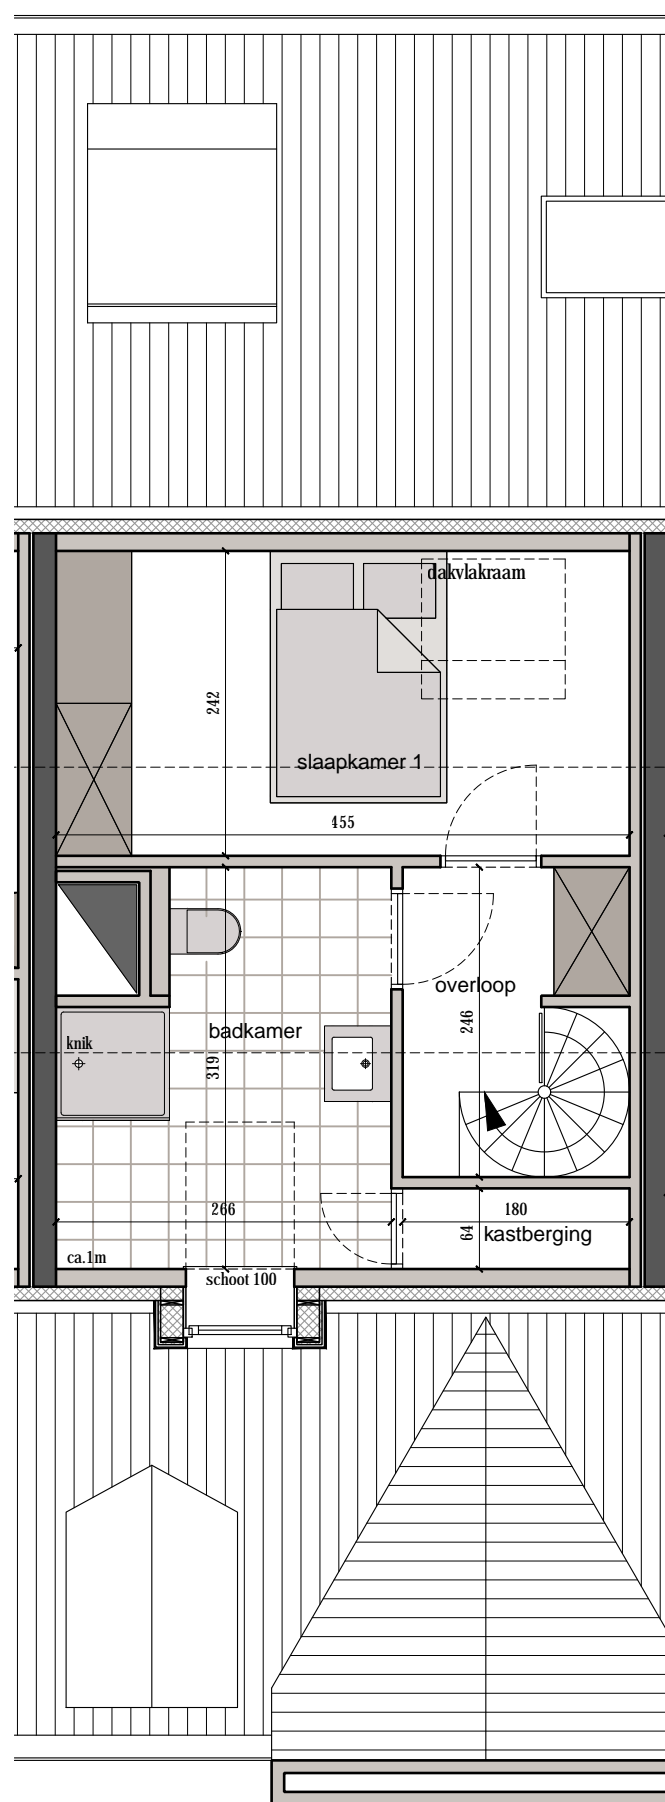 dakvlakraam
242
slaapkamer 1
455
overloop
246
badkamer
knik
319
266
180
64
kastberging
ca.1m
schoot 100